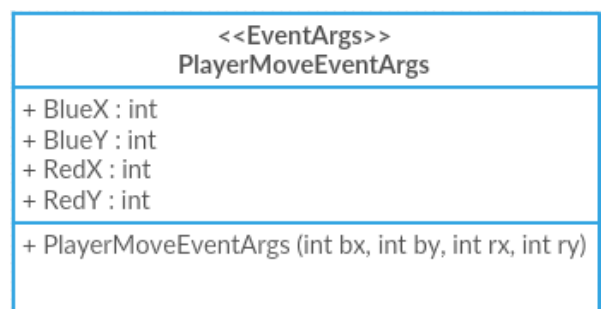 <<EventArgs>>
PlayerMoveEventArgs
+ BlueX : int
+ BlueY : int
+ RedX : int
+ RedY : int
+ PlayerMoveEventArgs (int bx, int by, int rx, int ry)